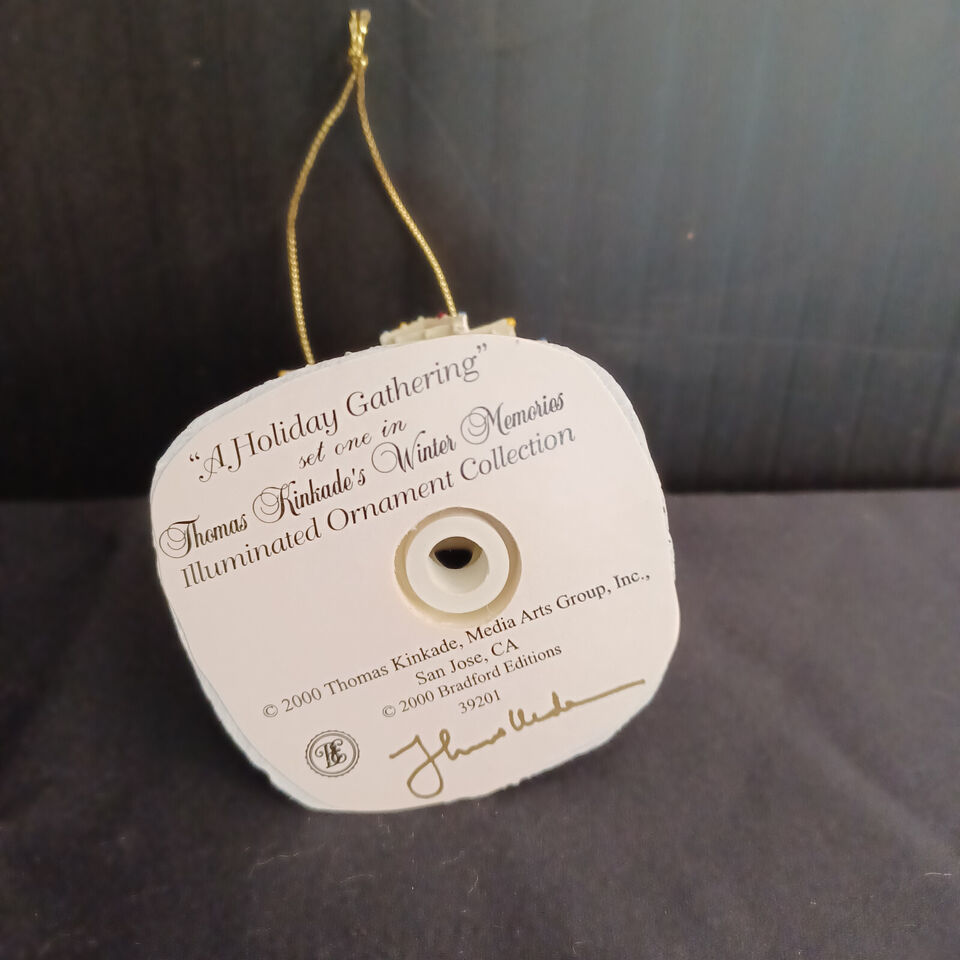 "A Holiday Gathering"
set one in
Thomas Kinkade's Winter Memories
Illuminated Ornament Collection
© 2000 Thomas Kinkade, Media Arts Group, Inc.,
San Jose, CA
© 2000 Bradford Editions
39201
BE